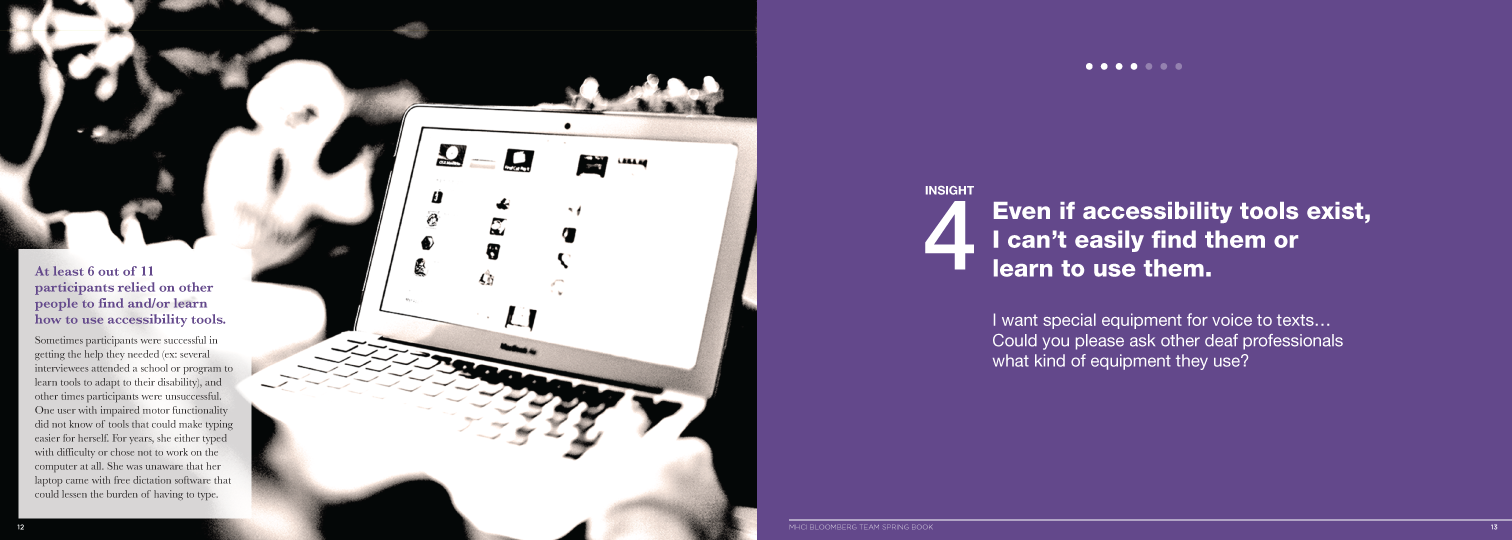 At least 6 out of 11
participants relied on other
people to find and/or learn
how to use accessibility tools.
Sometimes participants were successful in
getting the help they needed (ex: several
interviewees attended a school or program to
learn tools to adapt to their disability), and
other times participants were unsuccessful.
One user with impaired motor functionality
did not know of tools that could make typing
easier for herself. For years, she either typed
with difficulty or chose not to work on the
computer at all. She was unaware that her
laptop came with free dictation software that
could lessen the burden of having to type.
12
MacBook Air
INSIGHT
4
Even if accessibility tools exist,
I can’t easily find them or
learn to use them.
I want special equipment for voice to texts…
Could you please ask other deaf professionals
what kind of equipment they use?
MHCI BLOOMBERG TEAM SPRING BOOK
13